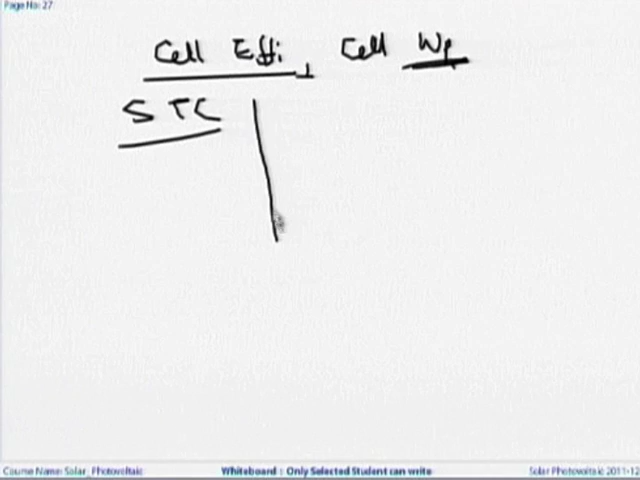 Page No: 27
Cell Effi, Cell Wp
STC
Course Name: Solar_Photovoltaic
Whiteboard : Only Selected Student can write
Solar Photovoltaic 2011-12